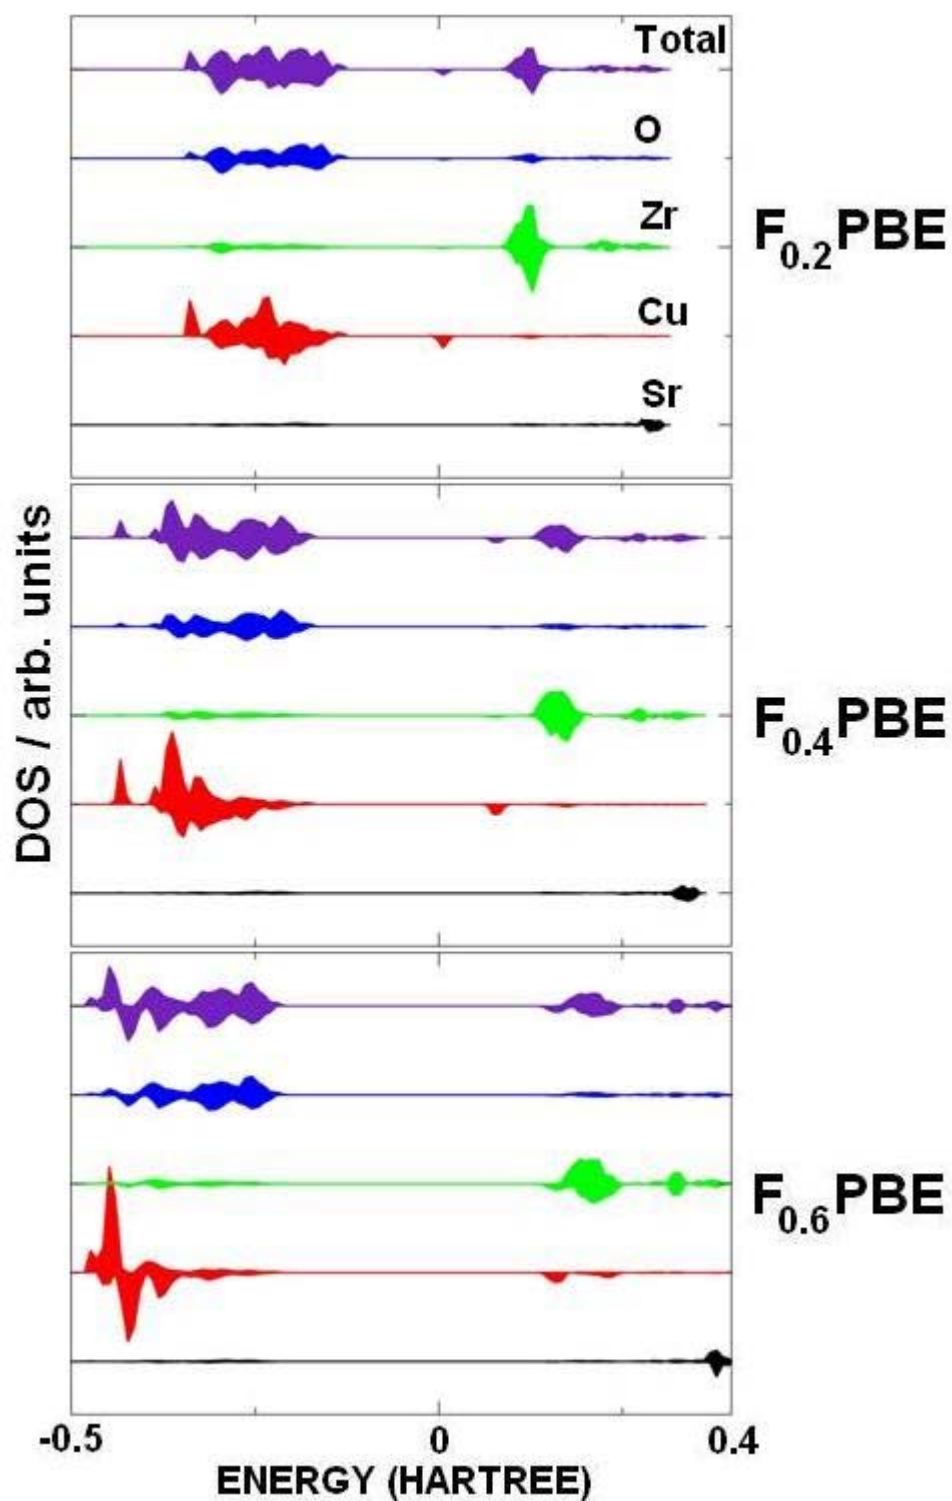 Total
O
Zr
F0.2PBE
Cu
Sr
DOS / arb. units
F0.4PBE
F0.6PBE
-0.5 0 0.4
ENERGY (HARTREE)